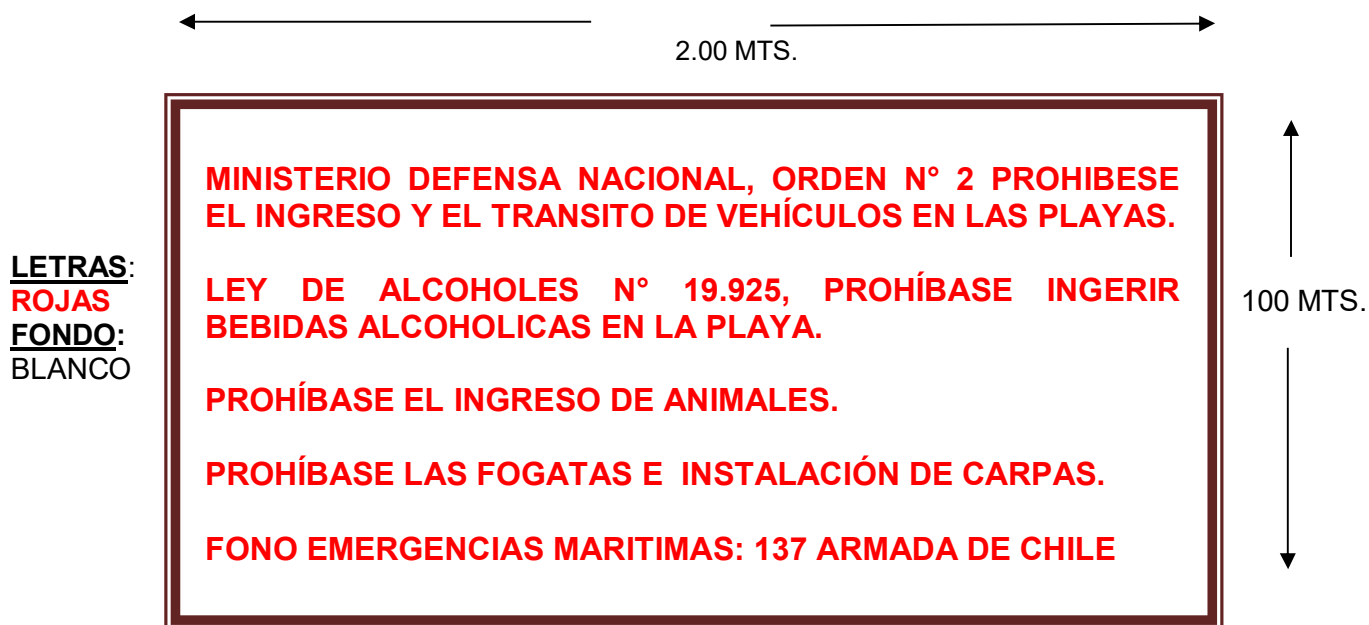 2.00 MTS.
MINISTERIO DEFENSA NACIONAL, ORDEN N° 2 PROHIBESE
EL INGRESO Y EL TRANSITO DE VEHÍCULOS EN LAS PLAYAS.
LEY DE ALCOHOLES N° 19.925, PROHÍBASE INGERIR
BEBIDAS ALCOHOLICAS EN LA PLAYA.
PROHÍBASE EL INGRESO DE ANIMALES.
PROHÍBASE LAS FOGATAS E INSTALACIÓN DE CARPAS.
FONO EMERGENCIAS MARITIMAS: 137 ARMADA DE CHILE
LETRAS:
ROJAS
FONDO:
BLANCO
100 MTS.